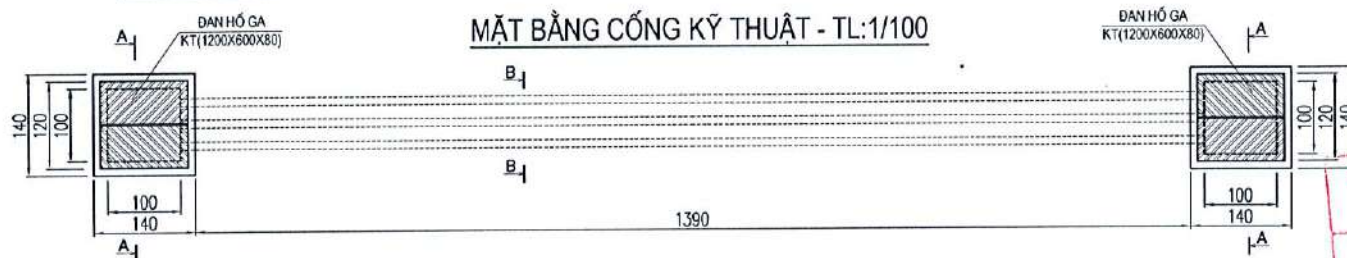 MẶT BẰNG CỐNG KỸ THUẬT - TL:1/100
ĐAN HỐ GA
KT(1200X600X80)
ĐAN HỐ GA
KT(1200X600X80)
A
A
B
B
140
120
100
100
120
140
100
140
1390
100
140
A
A